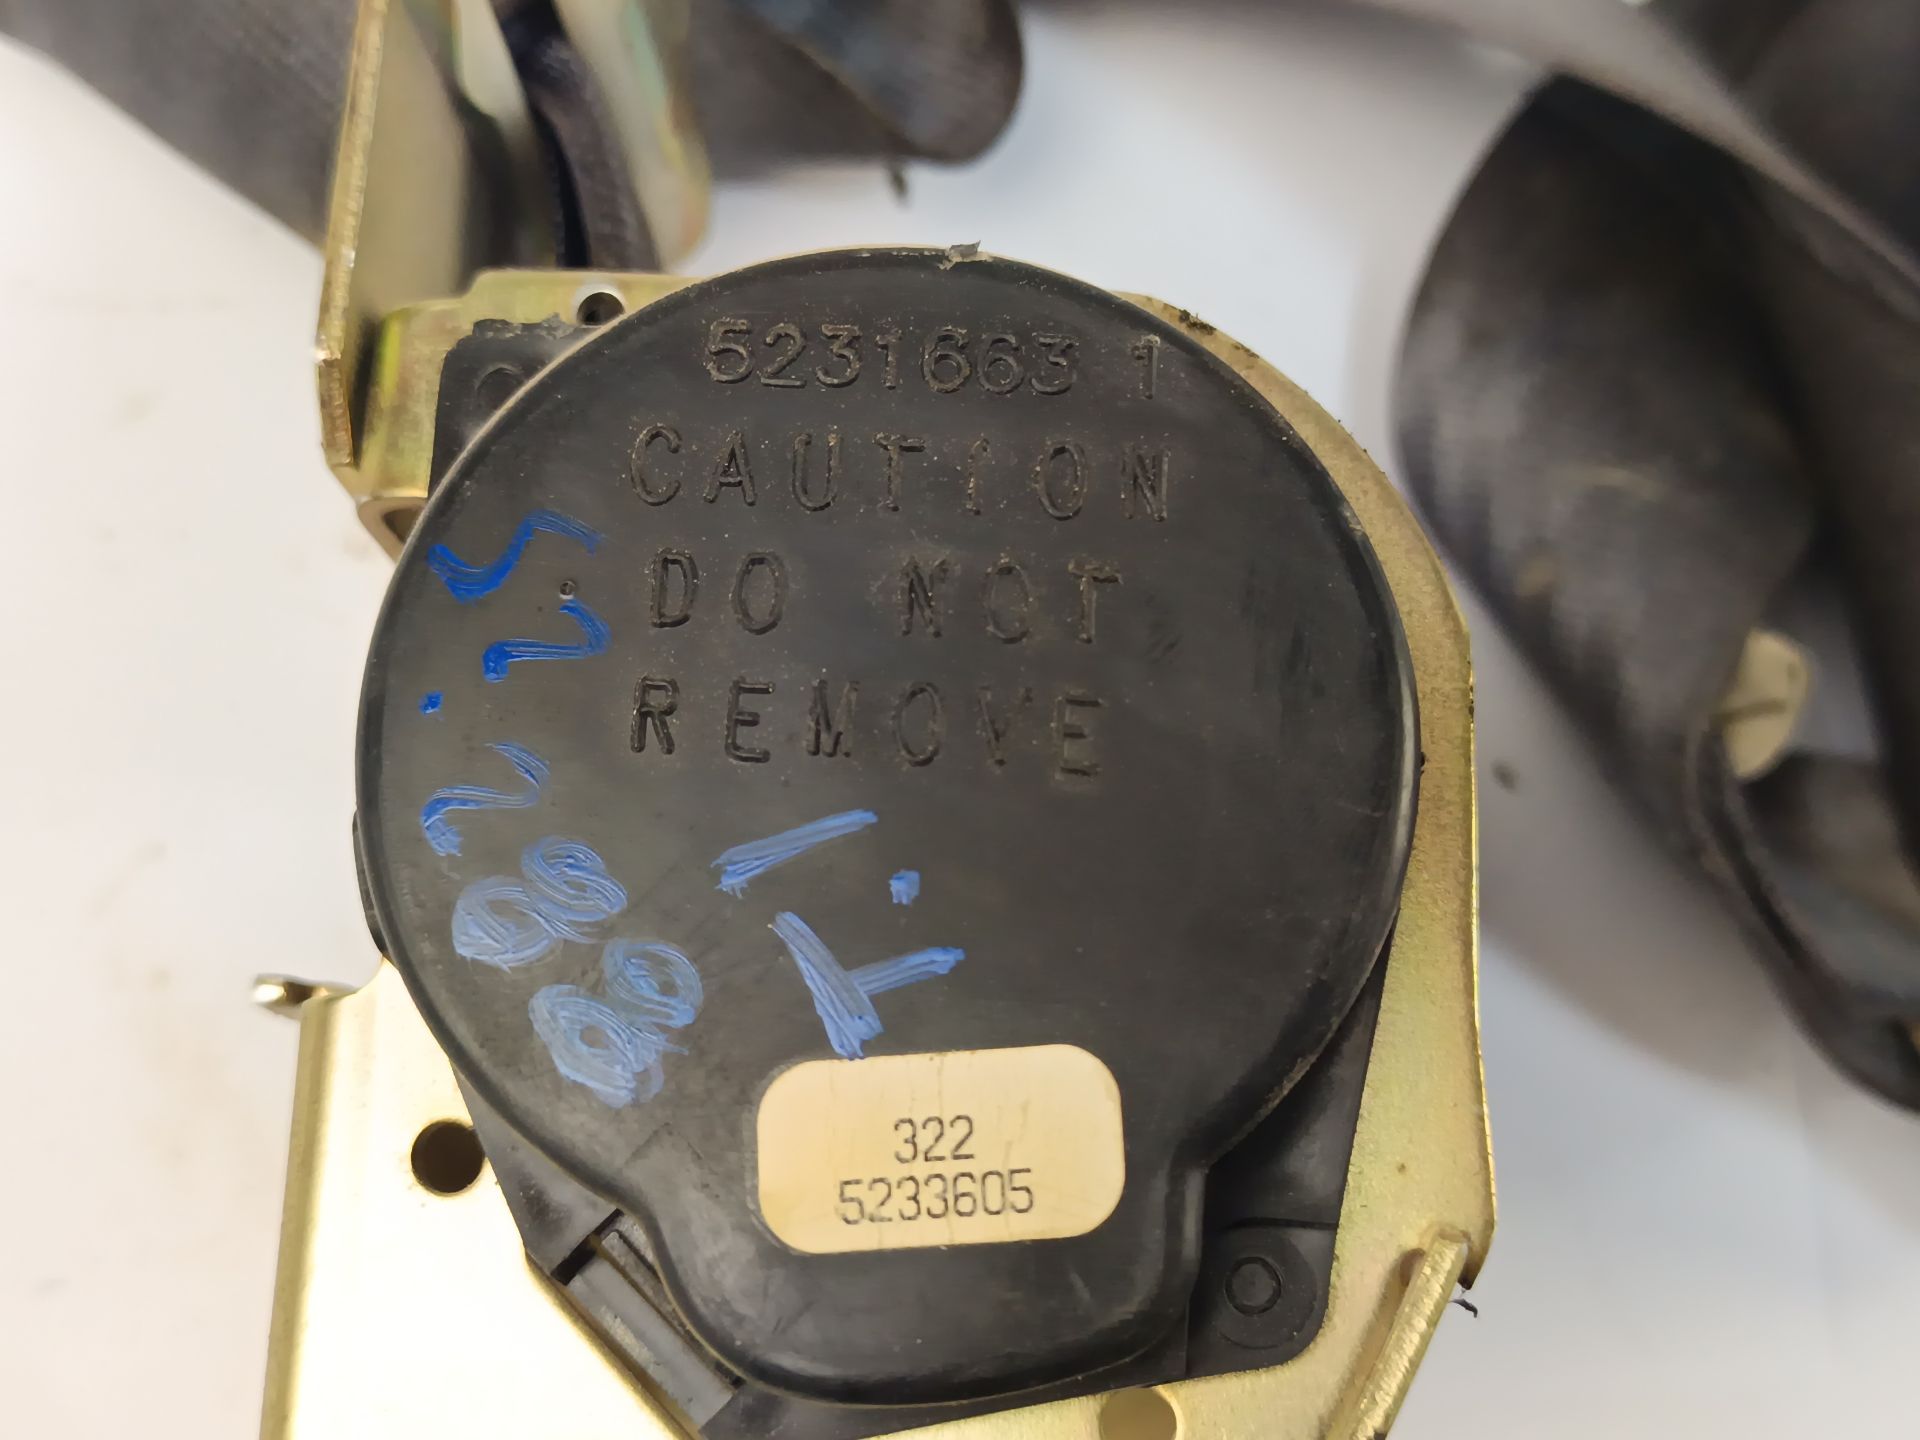 5231663 1
CAUTION
DO NOT
REMOVE
322
5233605